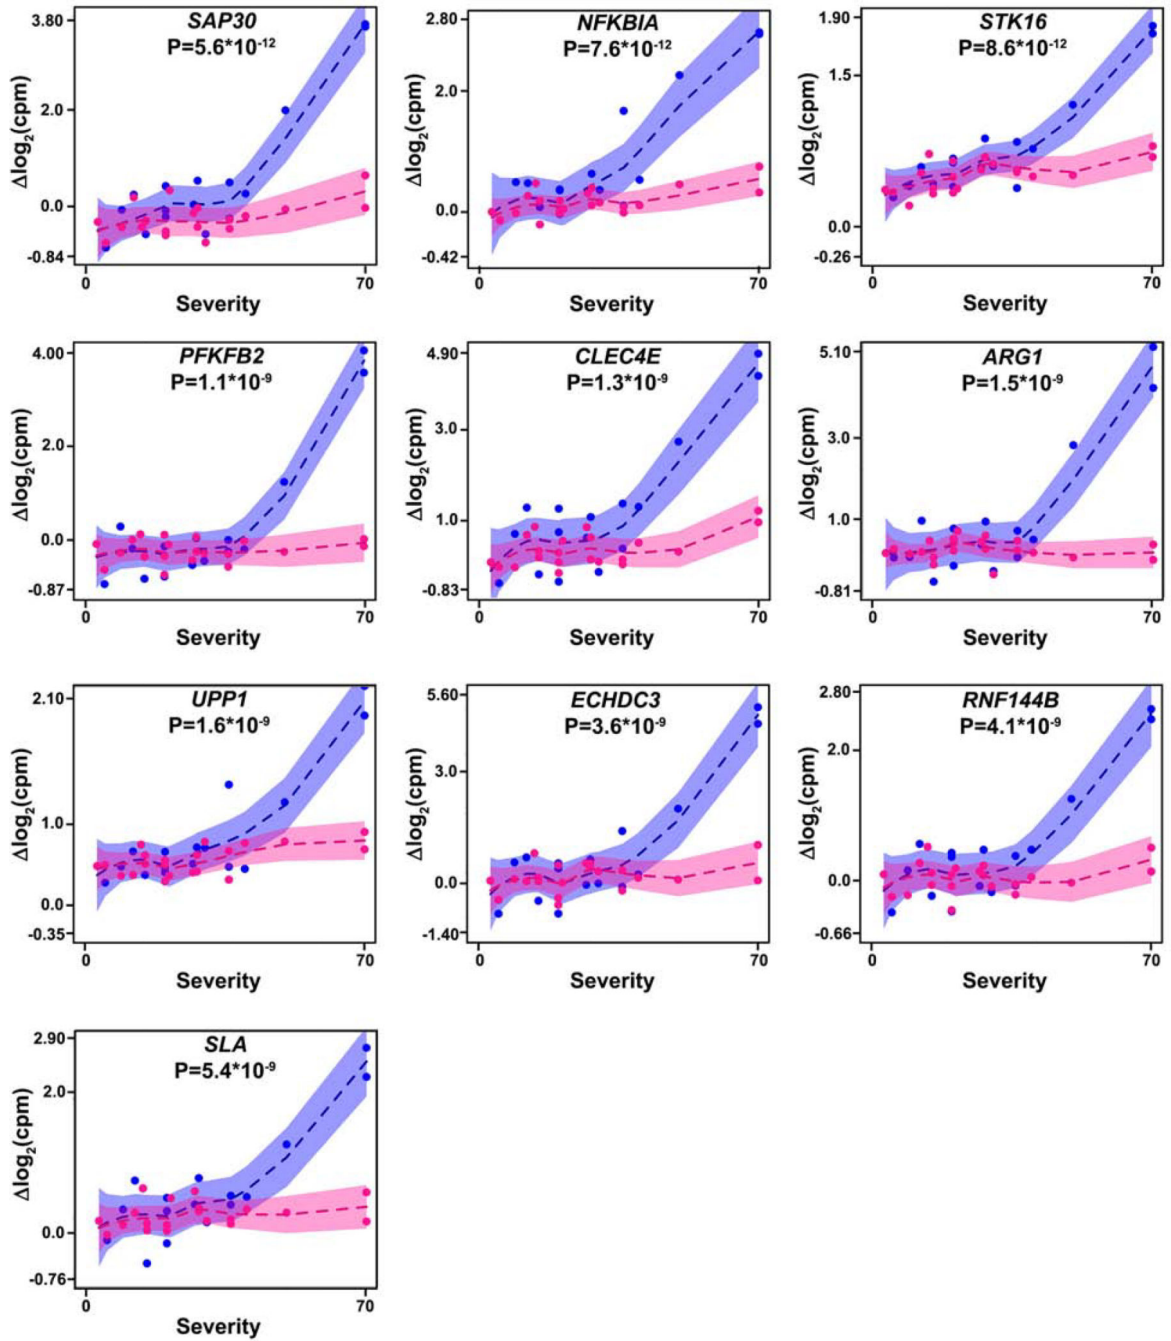 SAP30
P=5.6*10-12
3.80
2.0
0.0
-0.84
Δlog2(cpm)
0
70
Severity
NFKBIA
P=7.6*10-12
2.80
2.0
0.0
-0.42
Δlog2(cpm)
0
70
Severity
STK16
P=8.6*10-12
1.90
1.5
0.0
-0.26
Δlog2(cpm)
0
70
Severity
PFKFB2
P=1.1*10-9
4.00
2.0
0.0
-0.87
Δlog2(cpm)
0
70
Severity
CLEC4E
P=1.3*10-9
4.90
3.0
1.0
-0.83
Δlog2(cpm)
0
70
Severity
ARG1
P=1.5*10-9
5.10
3.0
1.0
-0.81
Δlog2(cpm)
0
70
Severity
UPP1
P=1.6*10-9
2.10
1.0
0.0
-0.35
Δlog2(cpm)
0
70
Severity
ECHDC3
P=3.6*10-9
5.60
3.0
0.0
-1.40
Δlog2(cpm)
0
70
Severity
RNF144B
P=4.1*10-9
2.80
2.0
0.0
-0.66
Δlog2(cpm)
0
70
Severity
SLA
P=5.4*10-9
2.90
2.0
0.0
-0.76
Δlog2(cpm)
0
70
Severity